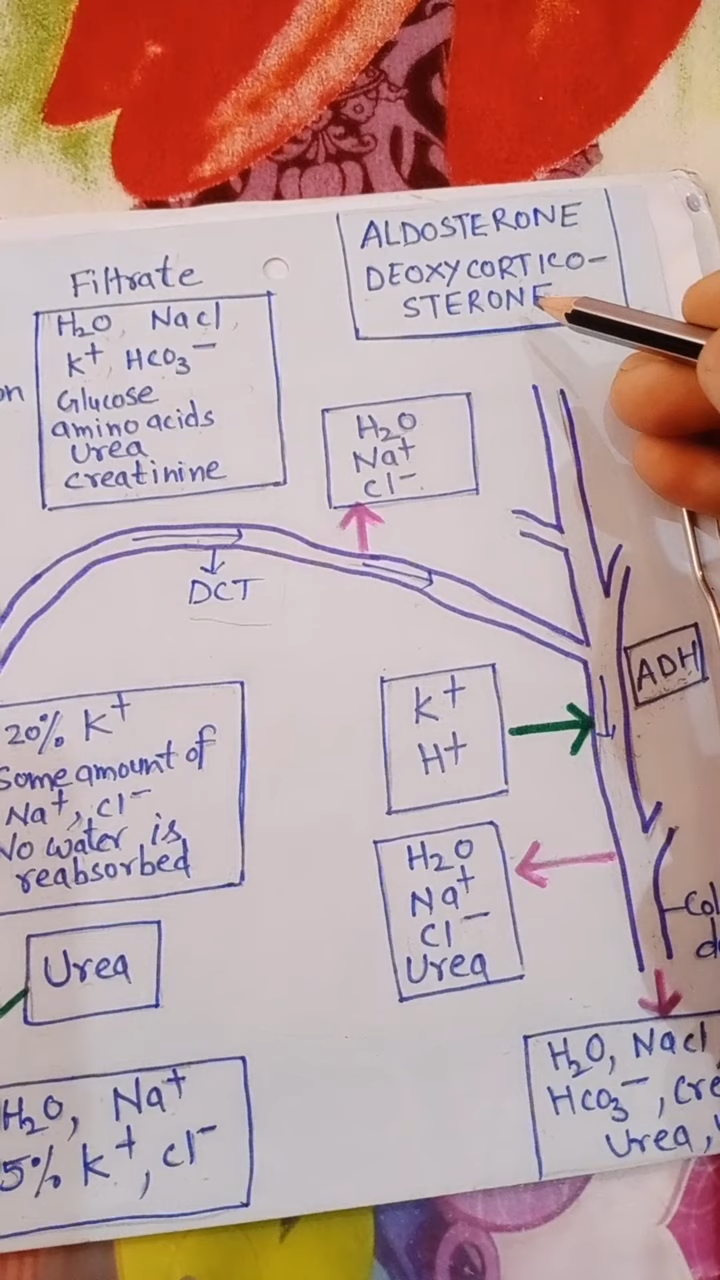 ALDOSTERONE
DEOXYCORTICO-
STERONE
Filtrate
H₂O, Nacl,
K⁺ HCO₃⁻
Glucose
amino acids
Urea
creatinine
H₂O
Na⁺
Cl⁻
DCT
ADH
K⁺
H⁺
20% K⁺
Some amount of
Na⁺, Cl⁻
No water is
reabsorbed
H₂O
Na⁺
Cl⁻
Urea
Urea
H₂O, Nacl
HCO₃⁻,
Urea,
H₂O, Na⁺
5% K⁺, Cl⁻